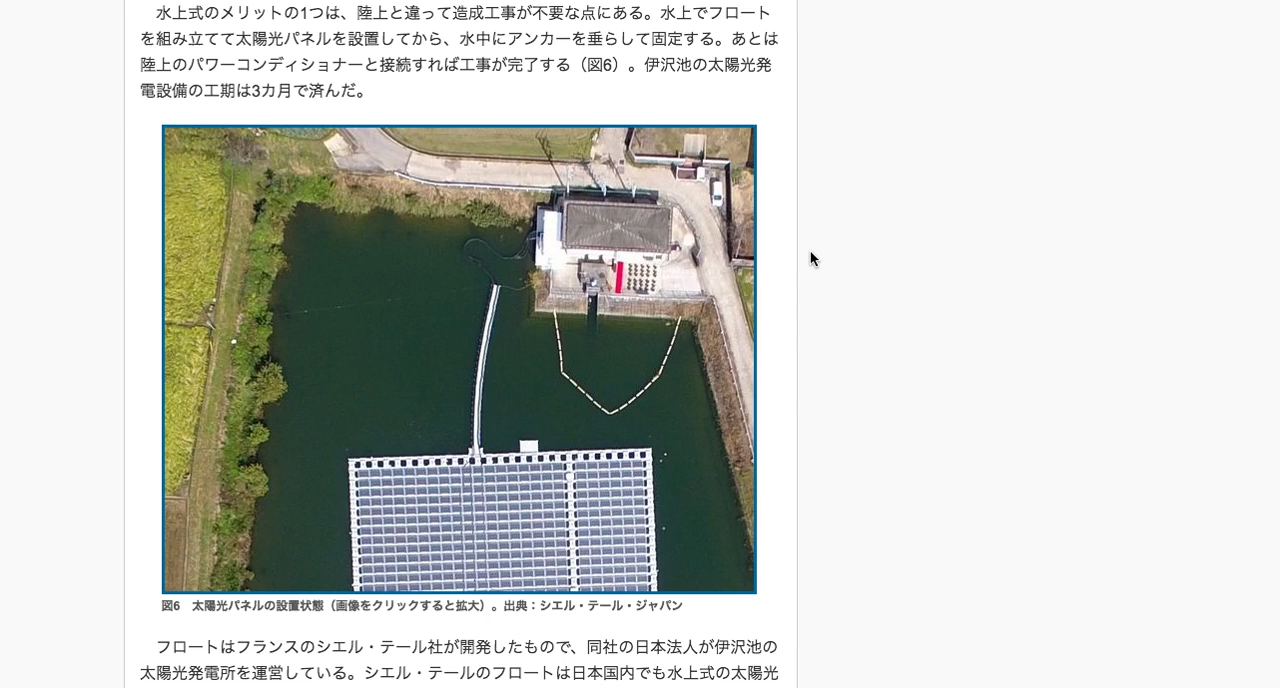 水上式のメリットの1つは、陸上と違って造成工事が不要な点にある。水上でフロート
を組み立てて太陽光パネルを設置してから、水中にアンカーを垂らして固定する。あとは
陸上のパワーコンディショナーと接続すれば工事が完了する（図6）。伊沢池の太陽光発
電設備の工期は3カ月で済んだ。
図6　太陽光パネルの設置状態（画像をクリックすると拡大）。出典：シエル・テール・ジャパン
フロートはフランスのシエル・テール社が開発したもので、同社の日本法人が伊沢池の
太陽光発電所を運営している。シエル・テールのフロートは日本国内でも水上式の太陽光